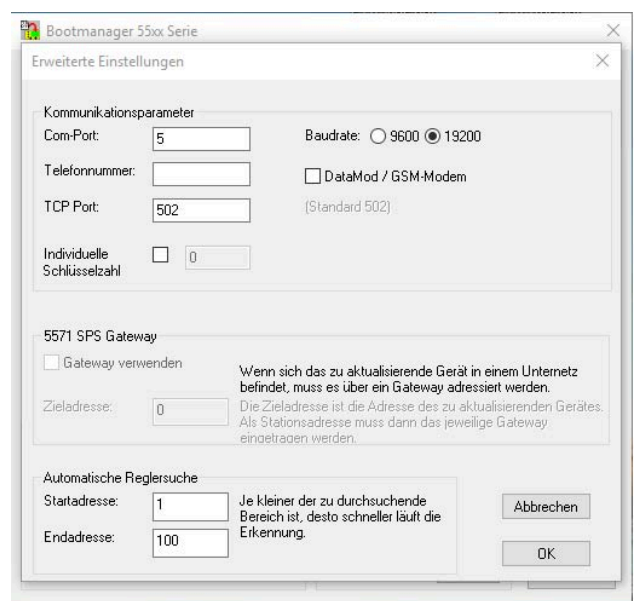 Bootmanager 55xx Serie
Erweiterte Einstellungen
Kommunikationsparameter
Com-Port: 5 Baudrate: 9600 19200
Telefonnummer: DataMod / GSM-Modem
TCP Port: 502 (Standard 502)
Individuelle
Schlüsselzahl 0
5571 SPS Gateway
Gateway verwenden
Wenn sich das zu aktualisierende Gerät in einem Unternetz
befindet, muss es über ein Gateway adressiert werden.
Zieladresse: 0
Die Zieladresse ist die Adresse des zu aktualisierenden Gerätes.
Als Stationsadresse muss dann das jeweilige Gateway
eingetragen werden.
Automatische Reglersuche
Startadresse: 1
Endadresse: 100
Je kleiner der zu durchsuchende
Bereich ist, desto schneller läuft die
Erkennung.
Abbrechen
OK